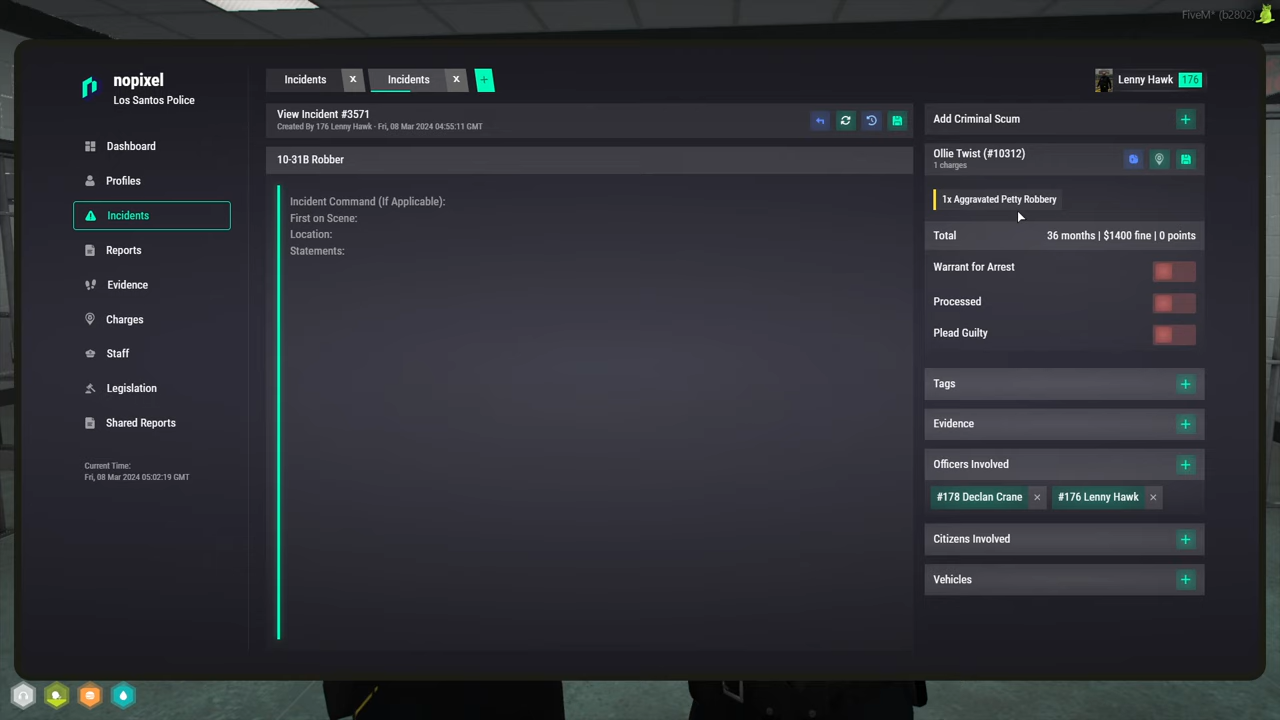 FiveM* (b2802)
nopixel
Los Santos Police
Dashboard
Profiles
Incidents
Reports
Evidence
Charges
Staff
Legislation
Shared Reports
Current Time:
Fri, 08 Mar 2024 05:02:19 GMT
Incidents x Incidents x +
View Incident #3571
Created By 176 Lenny Hawk - Fri, 08 Mar 2024 04:55:11 GMT
10-31B Robber
Incident Command (If Applicable):
First on Scene:
Location:
Statements:
Lenny Hawk 176
Add Criminal Scum +
Ollie Twist (#10312)
1 charges
1x Aggravated Petty Robbery
Total 36 months | $1400 fine | 0 points
Warrant for Arrest
Processed
Plead Guilty
Tags +
Evidence +
Officers Involved +
#178 Declan Crane × #176 Lenny Hawk ×
Citizens Involved +
Vehicles +